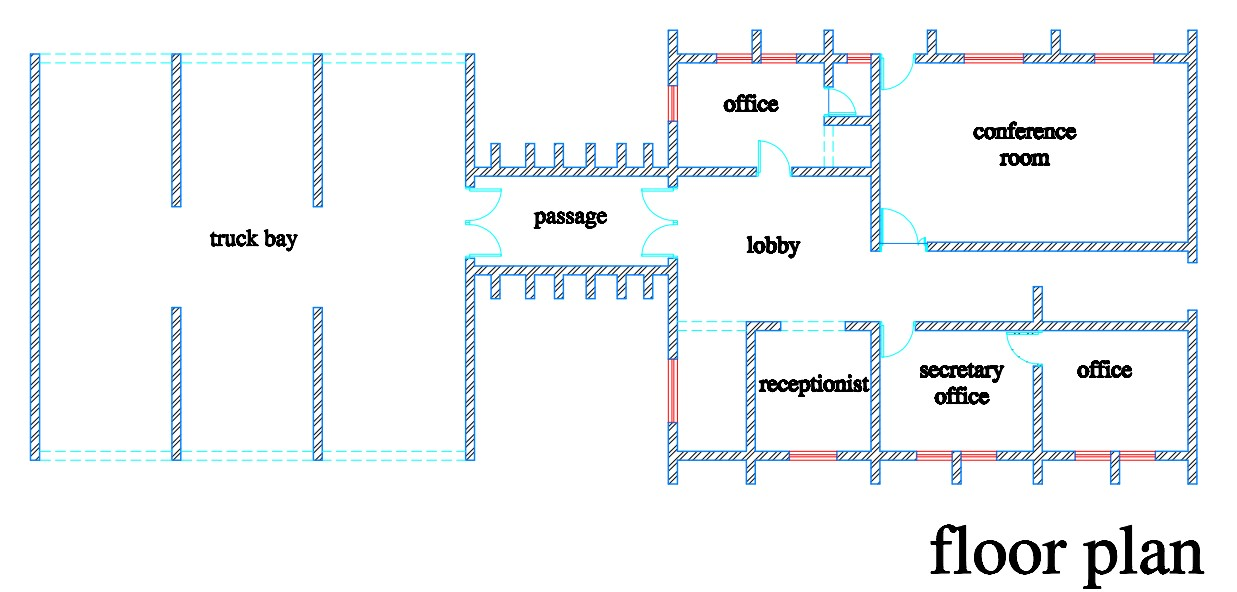 office
conference
room
passage
truck bay
lobby
receptionist
secretary
office
office
floor plan